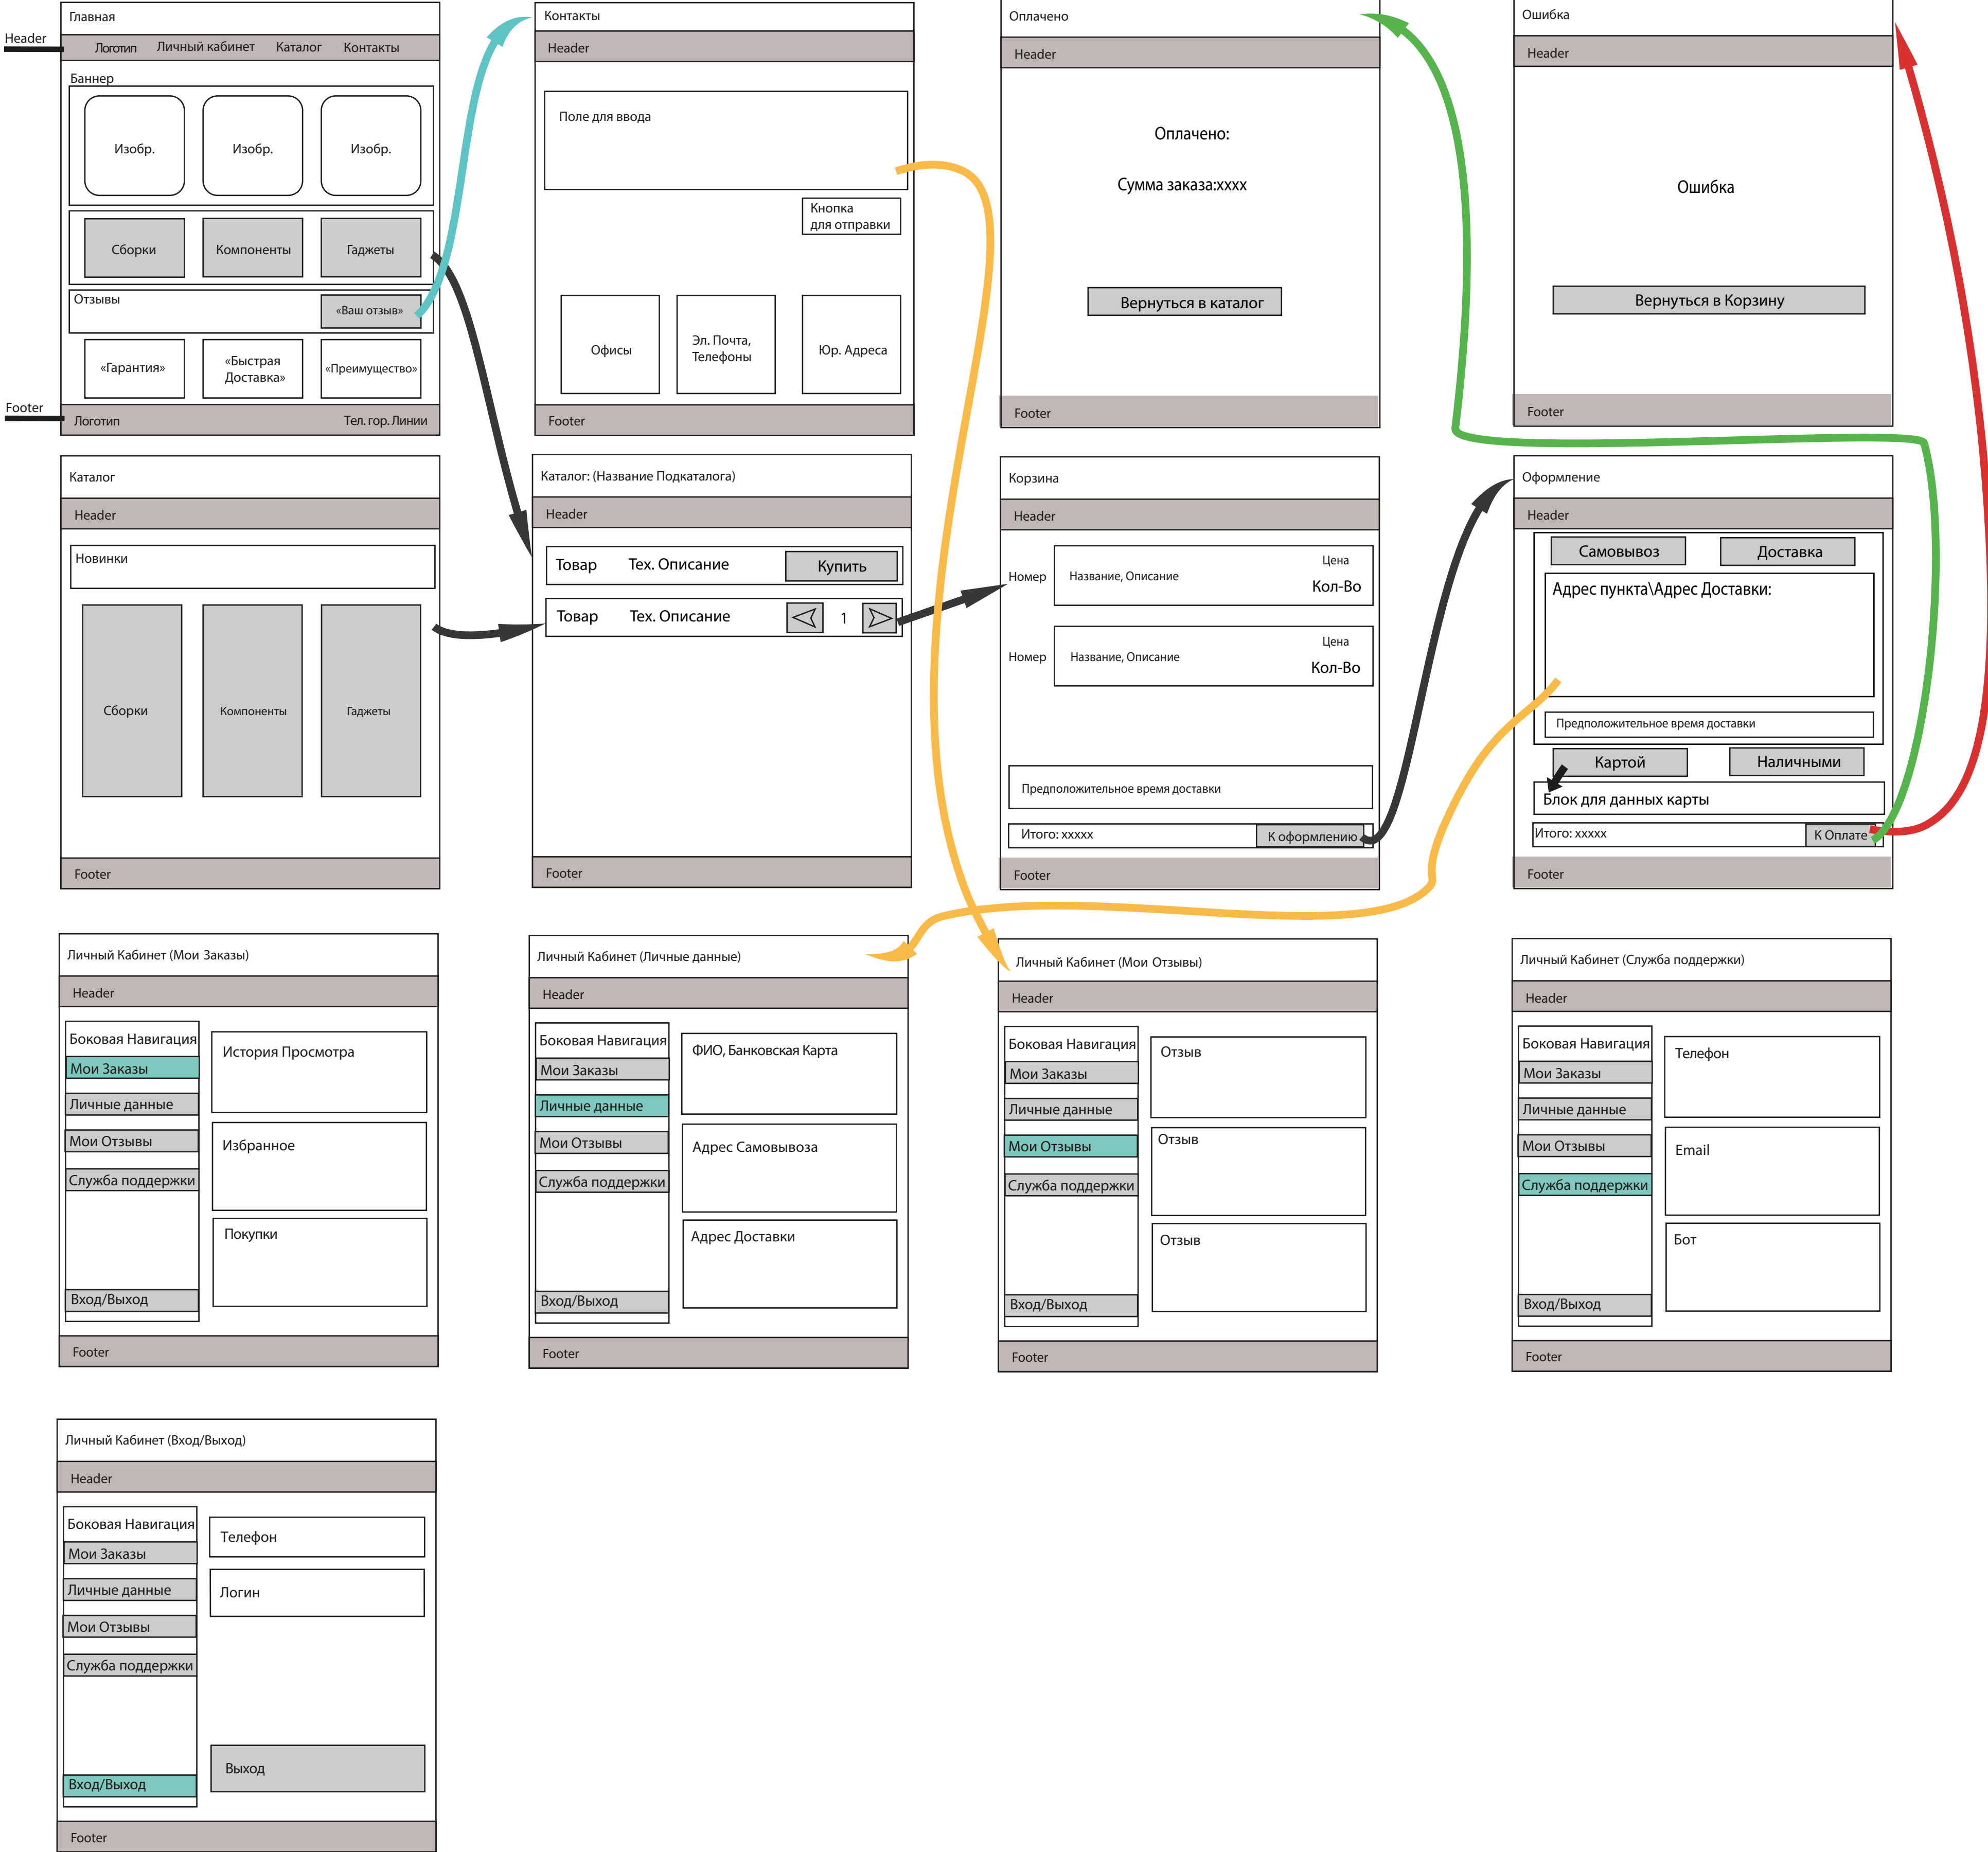 Header
Footer
Главная
Логотип Личный кабинет Каталог Контакты
Баннер
Изобр. Изобр. Изобр.
Сборки Компоненты Гаджеты
Отзывы
«Ваш отзыв»
«Гарантия»
«Быстрая
Доставка»
«Преимущество»
Логотип Тел. гор. Линии
Контакты
Header
Поле для ввода
Кнопка
для отправки
Офисы
Эл. Почта,
Телефоны
Юр. Адреса
Footer
Оплачено
Header
Оплачено:
Сумма заказа:xxxx
Вернуться в каталог
Footer
Ошибка
Header
Ошибка
Вернуться в Корзину
Footer
Каталог
Header
Новинки
Сборки Компоненты Гаджеты
Footer
Каталог: (Название Подкаталога)
Header
Товар Тех. Описание Купить
Товар Тех. Описание 1
Footer
Корзина
Header
Номер
Название, Описание
Цена
Кол-Во
Номер
Название, Описание
Цена
Кол-Во
Предположительное время доставки
Итого: xxxxx К оформлению
Footer
Оформление
Header
Самовывоз Доставка
Адрес пункта\Адрес Доставки:
Предположительное время доставки
Картой Наличными
Блок для данных карты
Итого: xxxxx К Оплате
Footer
Личный Кабинет (Мои Заказы)
Header
Боковая Навигация
Мои Заказы
Личные данные
Мои Отзывы
Служба поддержки
Вход/Выход
История Просмотра
Избранное
Покупки
Footer
Личный Кабинет (Личные данные)
Header
Боковая Навигация
Мои Заказы
Личные данные
Мои Отзывы
Служба поддержки
Вход/Выход
ФИО, Банковская Карта
Адрес Самовывоза
Адрес Доставки
Footer
Личный Кабинет (Мои Отзывы)
Header
Боковая Навигация
Мои Заказы
Личные данные
Мои Отзывы
Служба поддержки
Вход/Выход
Отзыв
Отзыв
Отзыв
Footer
Личный Кабинет (Служба поддержки)
Header
Боковая Навигация
Мои Заказы
Личные данные
Мои Отзывы
Служба поддержки
Вход/Выход
Телефон
Email
Бот
Footer
Личный Кабинет (Вход/Выход)
Header
Боковая Навигация
Мои Заказы
Личные данные
Мои Отзывы
Служба поддержки
Вход/Выход
Телефон
Логин
Выход
Footer